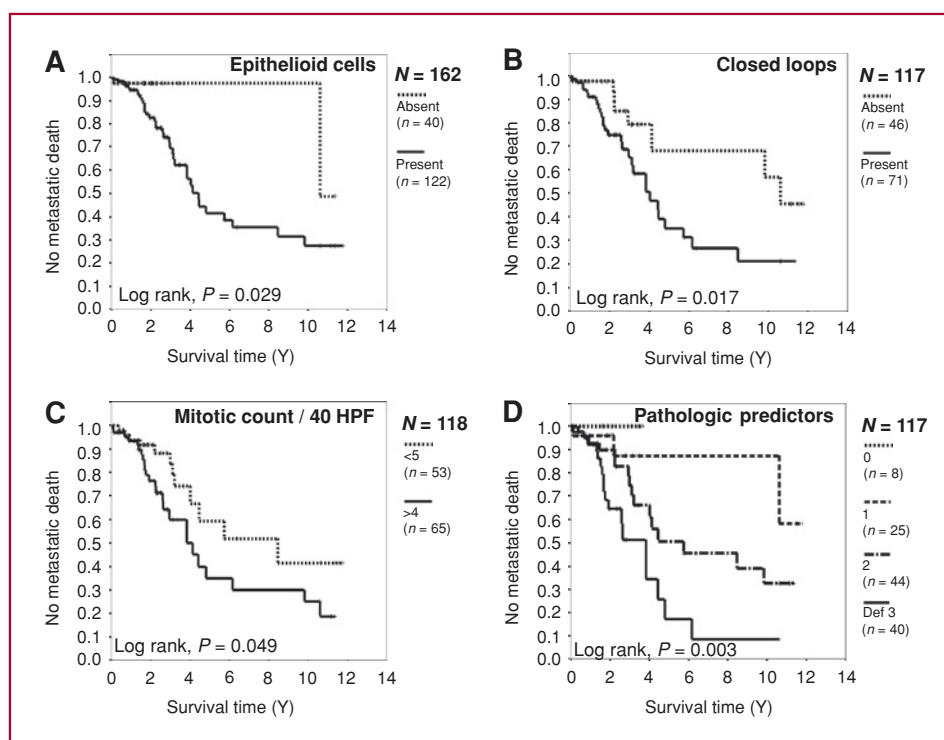 A
Epithelioid cells
N = 162
Absent
(n = 40)
Present
(n = 122)
1.0
0.9
0.8
0.7
0.6
0.5
0.4
0.3
0.2
0.1
0.0
No metastatic death
Log rank, P = 0.029
0 2 4 6 8 10 12 14
Survival time (Y)
B
Closed loops
N = 117
Absent
(n = 46)
Present
(n = 71)
1.0
0.9
0.8
0.7
0.6
0.5
0.4
0.3
0.2
0.1
0.0
No metastatic death
Log rank, P = 0.017
0 2 4 6 8 10 12 14
Survival time (Y)
C
Mitotic count / 40 HPF
N = 118
<5
(n = 53)
>4
(n = 65)
1.0
0.9
0.8
0.7
0.6
0.5
0.4
0.3
0.2
0.1
0.0
No metastatic death
Log rank, P = 0.049
0 2 4 6 8 10 12 14
Survival time (Y)
D
Pathologic predictors
N = 117
0
(n = 8)
1
(n = 25)
2
(n = 44)
Def 3
(n = 40)
1.0
0.9
0.8
0.7
0.6
0.5
0.4
0.3
0.2
0.1
0.0
No metastatic death
Log rank, P = 0.003
0 2 4 6 8 10 12 14
Survival time (Y)